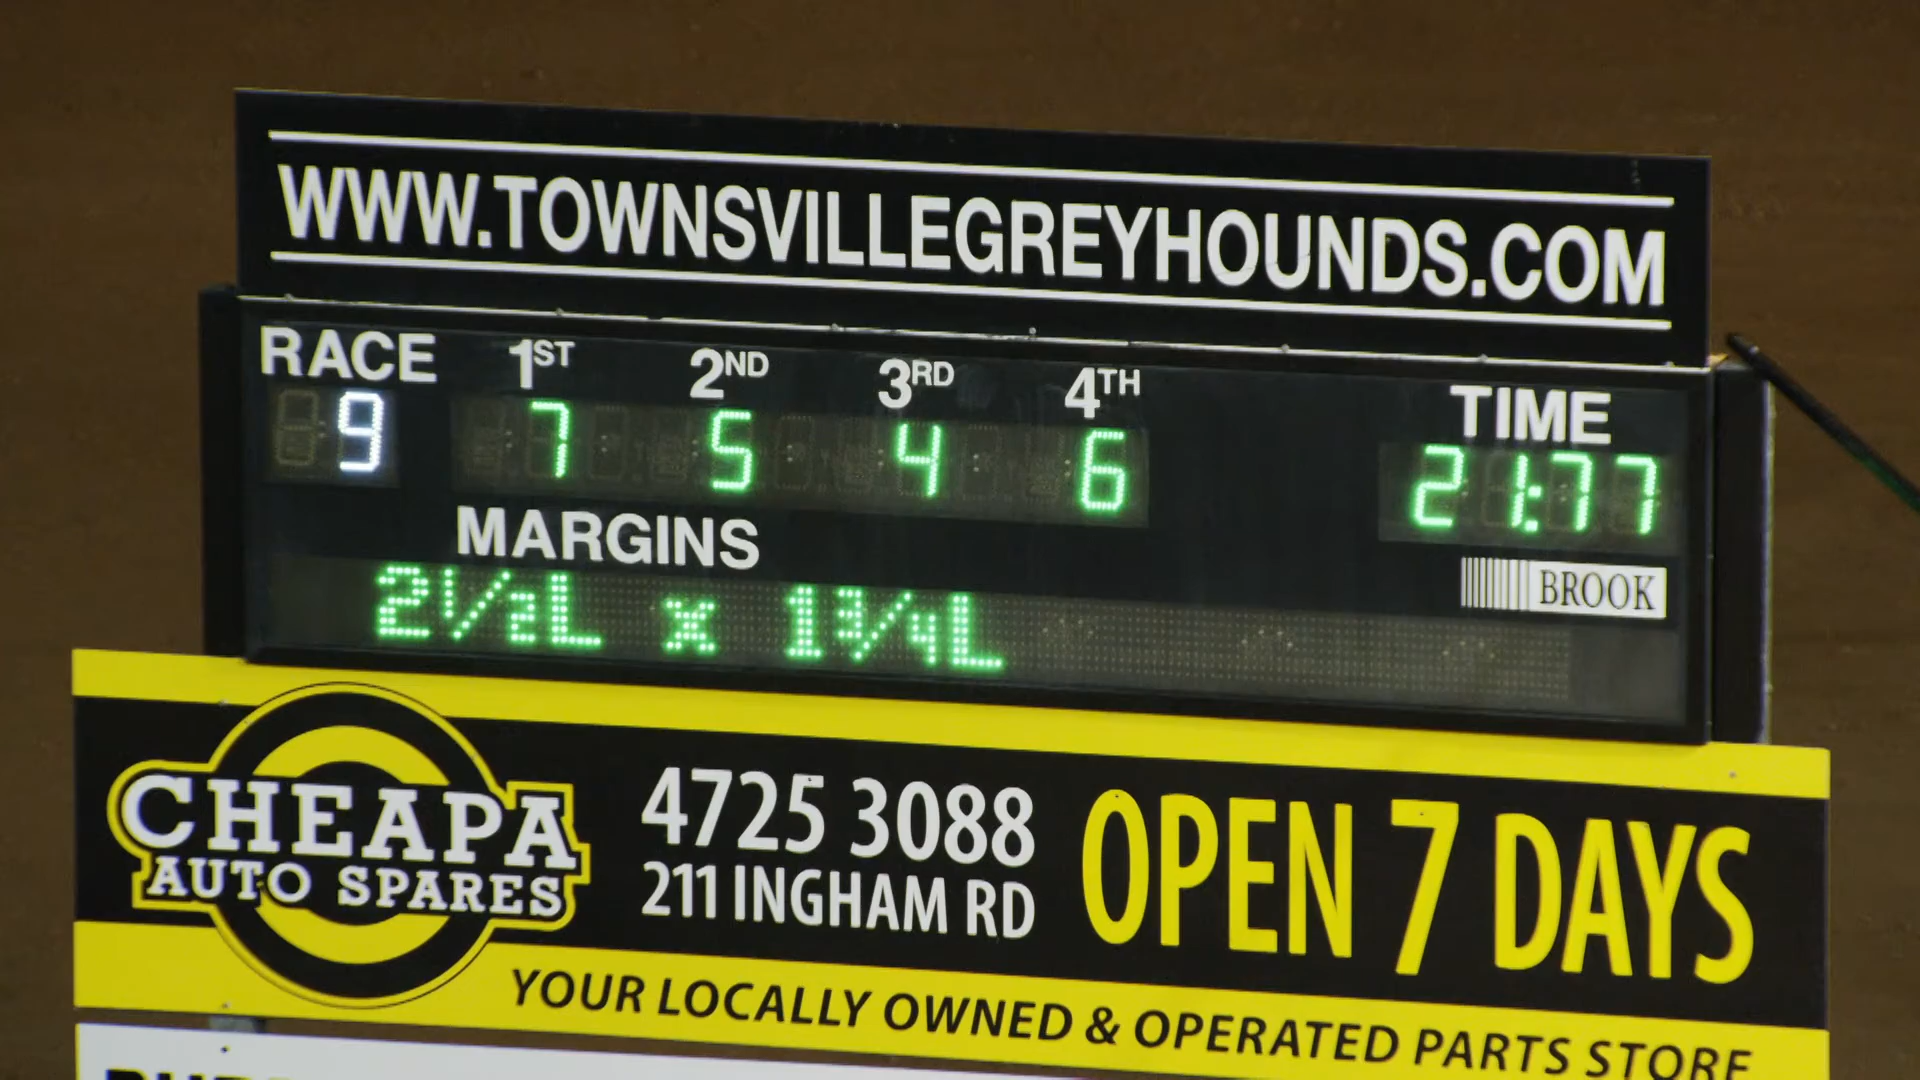 WWW.TOWNSVILLEGREYHOUNDS.COM
RACE 1ST 2ND 3RD 4TH TIME
9 7 5 4 6 21:77
MARGINS
BROOK
2½L x 1¾L
CHEAPA
AUTO SPARES
4725 3088
211 INGHAM RD
OPEN 7 DAYS
YOUR LOCALLY OWNED & OPERATED PARTS STORE